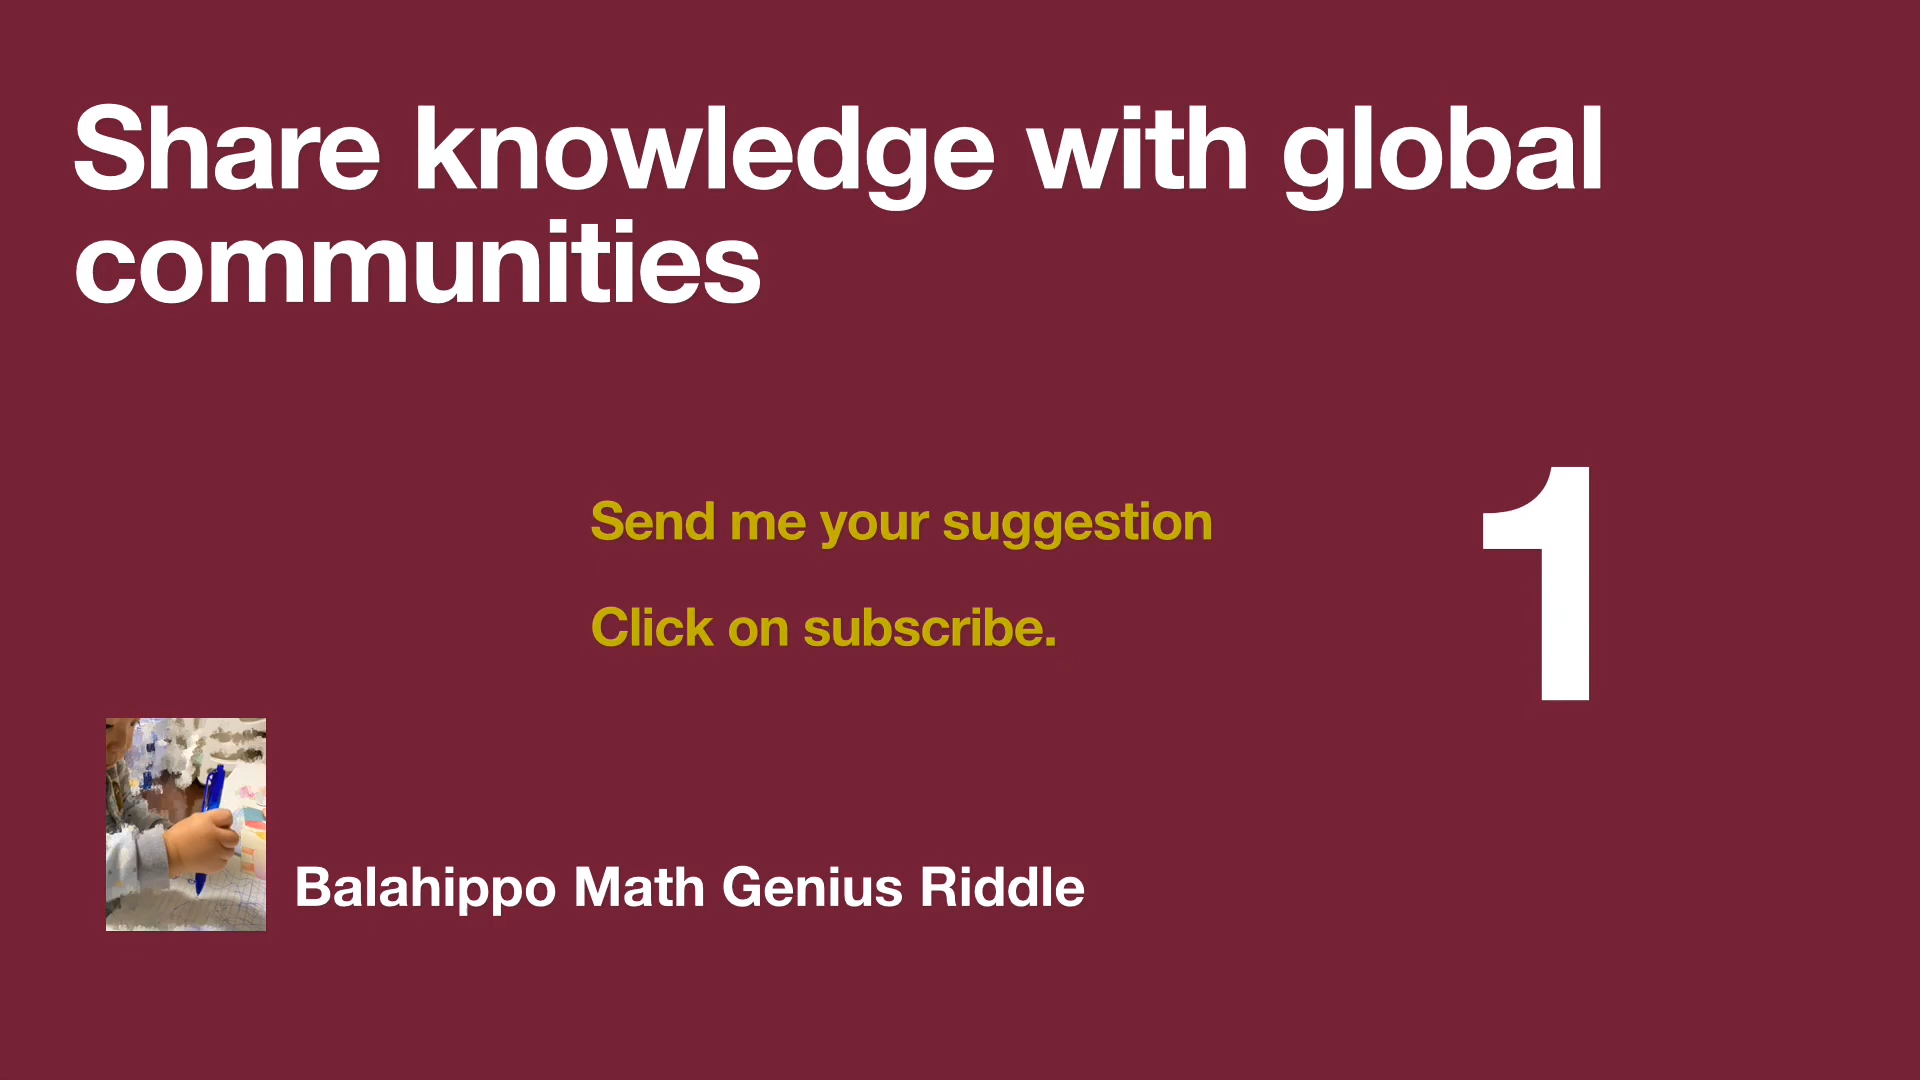 Share knowledge with global
communities
Send me your suggestion
Click on subscribe.
1
Balahippo Math Genius Riddle